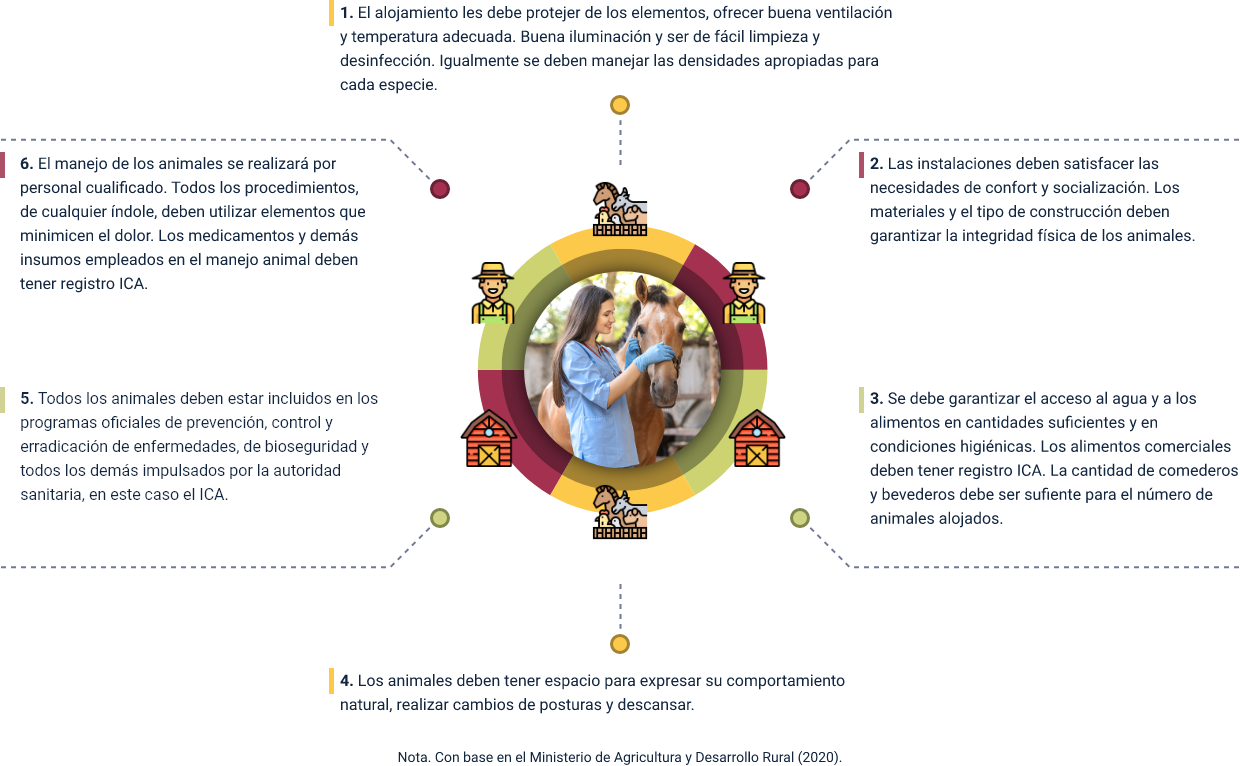 1. El alojamiento les debe protejer de los elementos, ofrecer buena ventilación
y temperatura adecuada. Buena iluminación y ser de fácil limpieza y
desinfección. Igualmente se deben manejar las densidades apropiadas para
cada especie.
2. Las instalaciones deben satisfacer las
necesidades de confort y socialización. Los
materiales y el tipo de construcción deben
garantizar la integridad física de los animales.
3. Se debe garantizar el acceso al agua y a los
alimentos en cantidades suficientes y en
condiciones higiénicas. Los alimentos comerciales
deben tener registro ICA. La cantidad de comederos
y bevederos debe ser sufiente para el número de
animales alojados.
4. Los animales deben tener espacio para expresar su comportamiento
natural, realizar cambios de posturas y descansar.
5. Todos los animales deben estar incluidos en los
programas oficiales de prevención, control y
erradicación de enfermedades, de bioseguridad y
todos los demás impulsados por la autoridad
sanitaria, en este caso el ICA.
6. El manejo de los animales se realizará por
personal cualificado. Todos los procedimientos,
de cualquier índole, deben utilizar elementos que
minimicen el dolor. Los medicamentos y demás
insumos empleados en el manejo animal deben
tener registro ICA.
Nota. Con base en el Ministerio de Agricultura y Desarrollo Rural (2020).